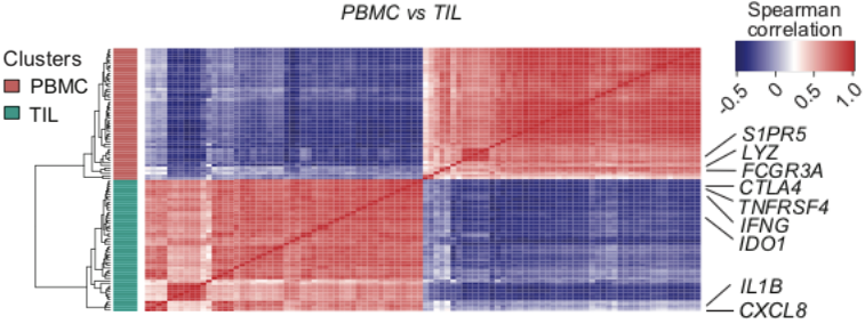 PBMC vs TIL
Spearman
correlation
-0.5
0
0.5
1.0
Clusters
PBMC
TIL
S1PR5
LYZ
FCGR3A
CTLA4
TNFRSF4
IFNG
IDO1
IL1B
CXCL8